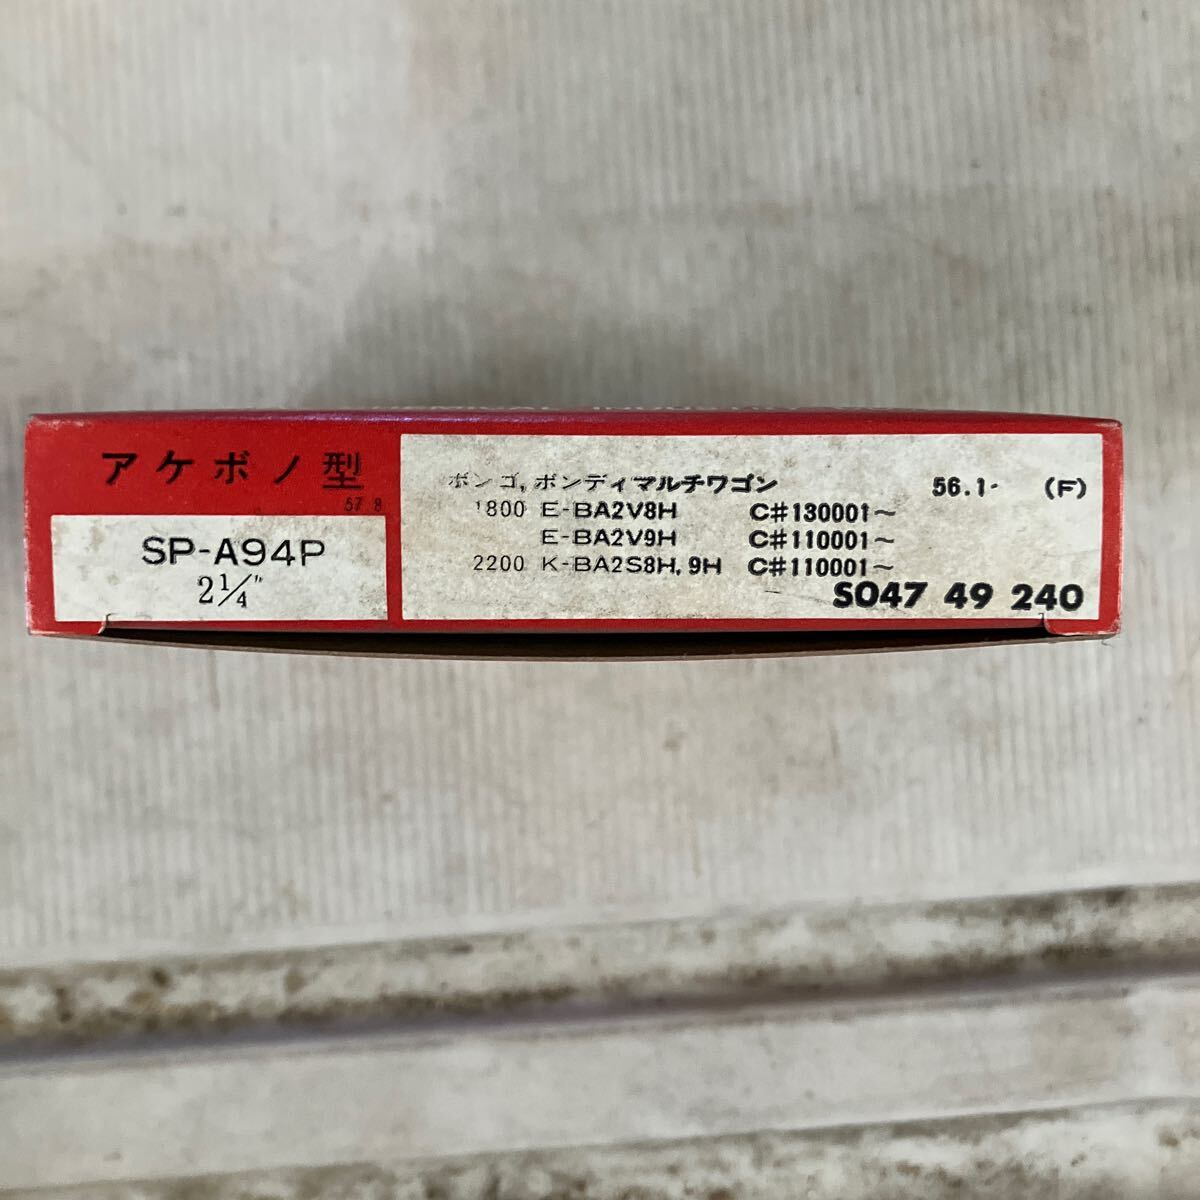 アケボノ型
57 8
SP-A94P
2¼"
ボンゴ,ボンディマルチワゴン 56.1- (F)
1800 E-BA2V8H C#130001~
E-BA2V9H C#110001~
2200 K-BA2S8H,9H C#110001~
SO47 49 240